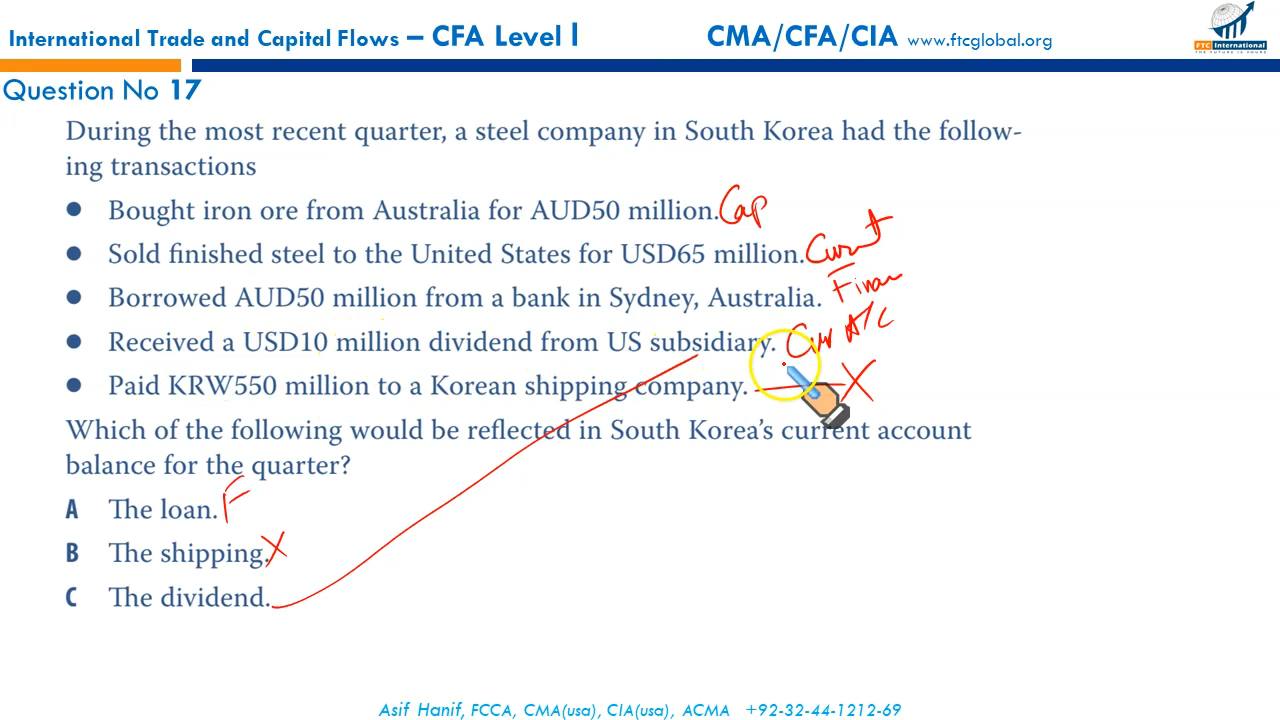 International Trade and Capital Flows – CFA Level l CMA/CFA/CIA www.ftcglobal.org
FTC International
THE FUTURE IS YOURS
Question No 17
During the most recent quarter, a steel company in South Korea had the follow-
ing transactions
● Bought iron ore from Australia for AUD50 million. Cap
● Sold finished steel to the United States for USD65 million. Current
● Borrowed AUD50 million from a bank in Sydney, Australia. Finan
● Received a USD10 million dividend from US subsidiary. Cur A/C
● Paid KRW550 million to a Korean shipping company. X
Which of the following would be reflected in South Korea’s current account
balance for the quarter?
A The loan. F
B The shipping. X
C The dividend.
Asif Hanif, FCCA, CMA(usa), CIA(usa), ACMA +92-32-44-1212-69